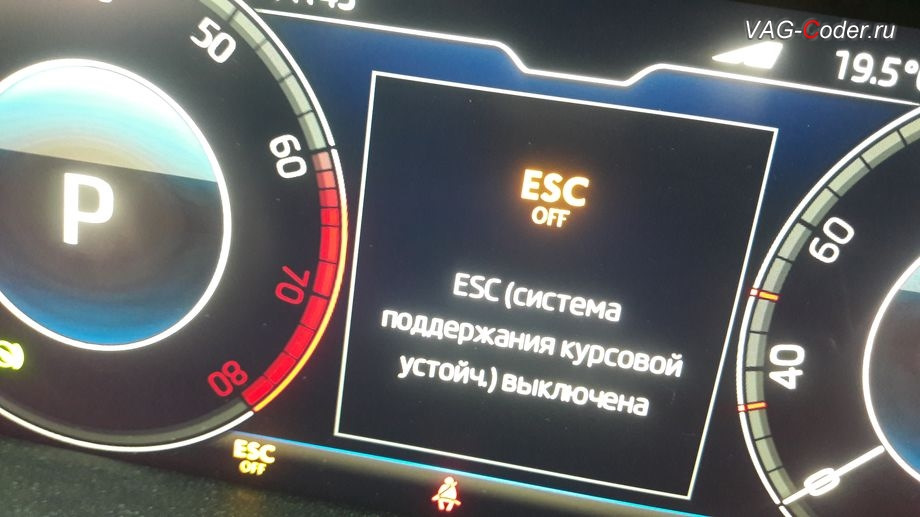 VAG-Coder.ru
19.5°
50
60
70
80
P
ESC
OFF
ESC (система
поддержания курсовой
устойч.) выключена
60
40
0
ESC
OFF